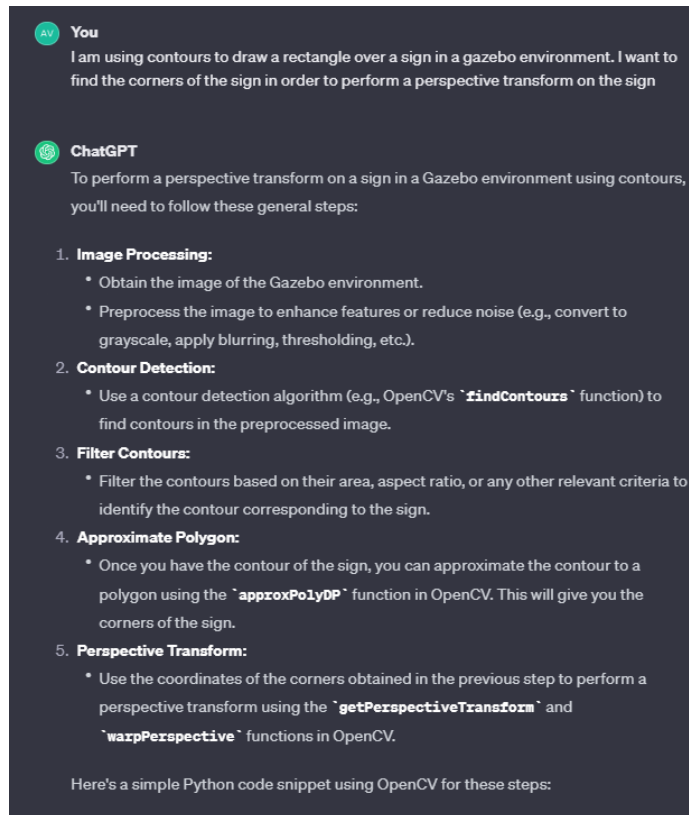 AV You
I am using contours to draw a rectangle over a sign in a gazebo environment. I want to
find the corners of the sign in order to perform a perspective transform on the sign
ChatGPT
To perform a perspective transform on a sign in a Gazebo environment using contours,
you'll need to follow these general steps:
1. Image Processing:
• Obtain the image of the Gazebo environment.
• Preprocess the image to enhance features or reduce noise (e.g., convert to
grayscale, apply blurring, thresholding, etc.).
2. Contour Detection:
• Use a contour detection algorithm (e.g., OpenCV's `findContours` function) to
find contours in the preprocessed image.
3. Filter Contours:
• Filter the contours based on their area, aspect ratio, or any other relevant criteria to
identify the contour corresponding to the sign.
4. Approximate Polygon:
• Once you have the contour of the sign, you can approximate the contour to a
polygon using the `approxPolyDP` function in OpenCV. This will give you the
corners of the sign.
5. Perspective Transform:
• Use the coordinates of the corners obtained in the previous step to perform a
perspective transform using the `getPerspectiveTransform` and
`warpPerspective` functions in OpenCV.
Here's a simple Python code snippet using OpenCV for these steps: